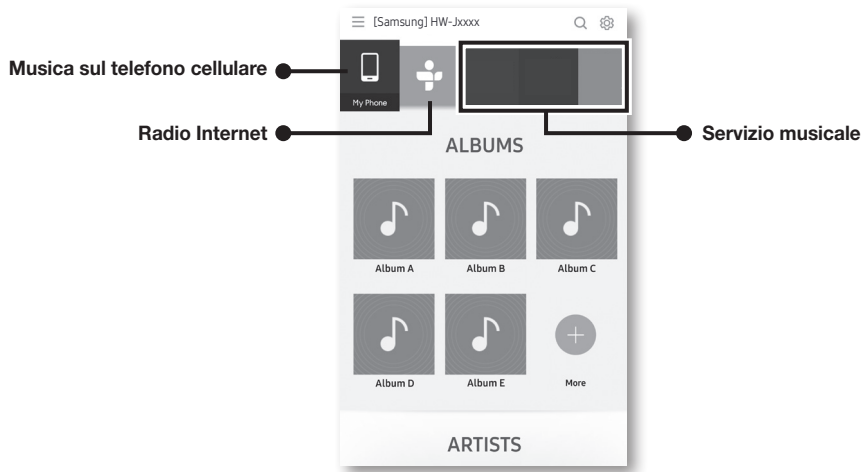 [Samsung] HW-Jxxxx
Musica sul telefono cellulare
My Phone
Radio Internet
Servizio musicale
ALBUMS
Album A
Album B
Album C
Album D
Album E
More
ARTISTS